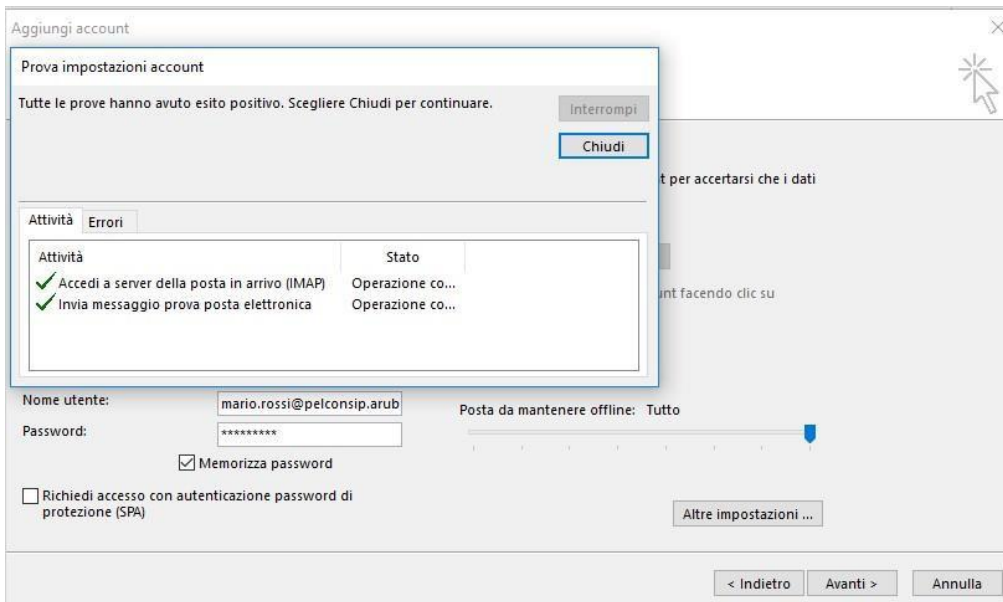 Aggiungi account
Prova impostazioni account
Tutte le prove hanno avuto esito positivo. Scegliere Chiudi per continuare.
Interrompi
Chiudi
t per accertarsi che i dati
Attività Errori
Attività Stato
Accedi a server della posta in arrivo (IMAP) Operazione co...
Invia messaggio prova posta elettronica Operazione co...
unt facendo clic su
Nome utente: mario.rossi@pelconsip.arub
Posta da mantenere offline: Tutto
Password: *********
Memorizza password
Richiedi accesso con autenticazione password di
protezione (SPA)
Altre impostazioni ...
< Indietro Avanti > Annulla